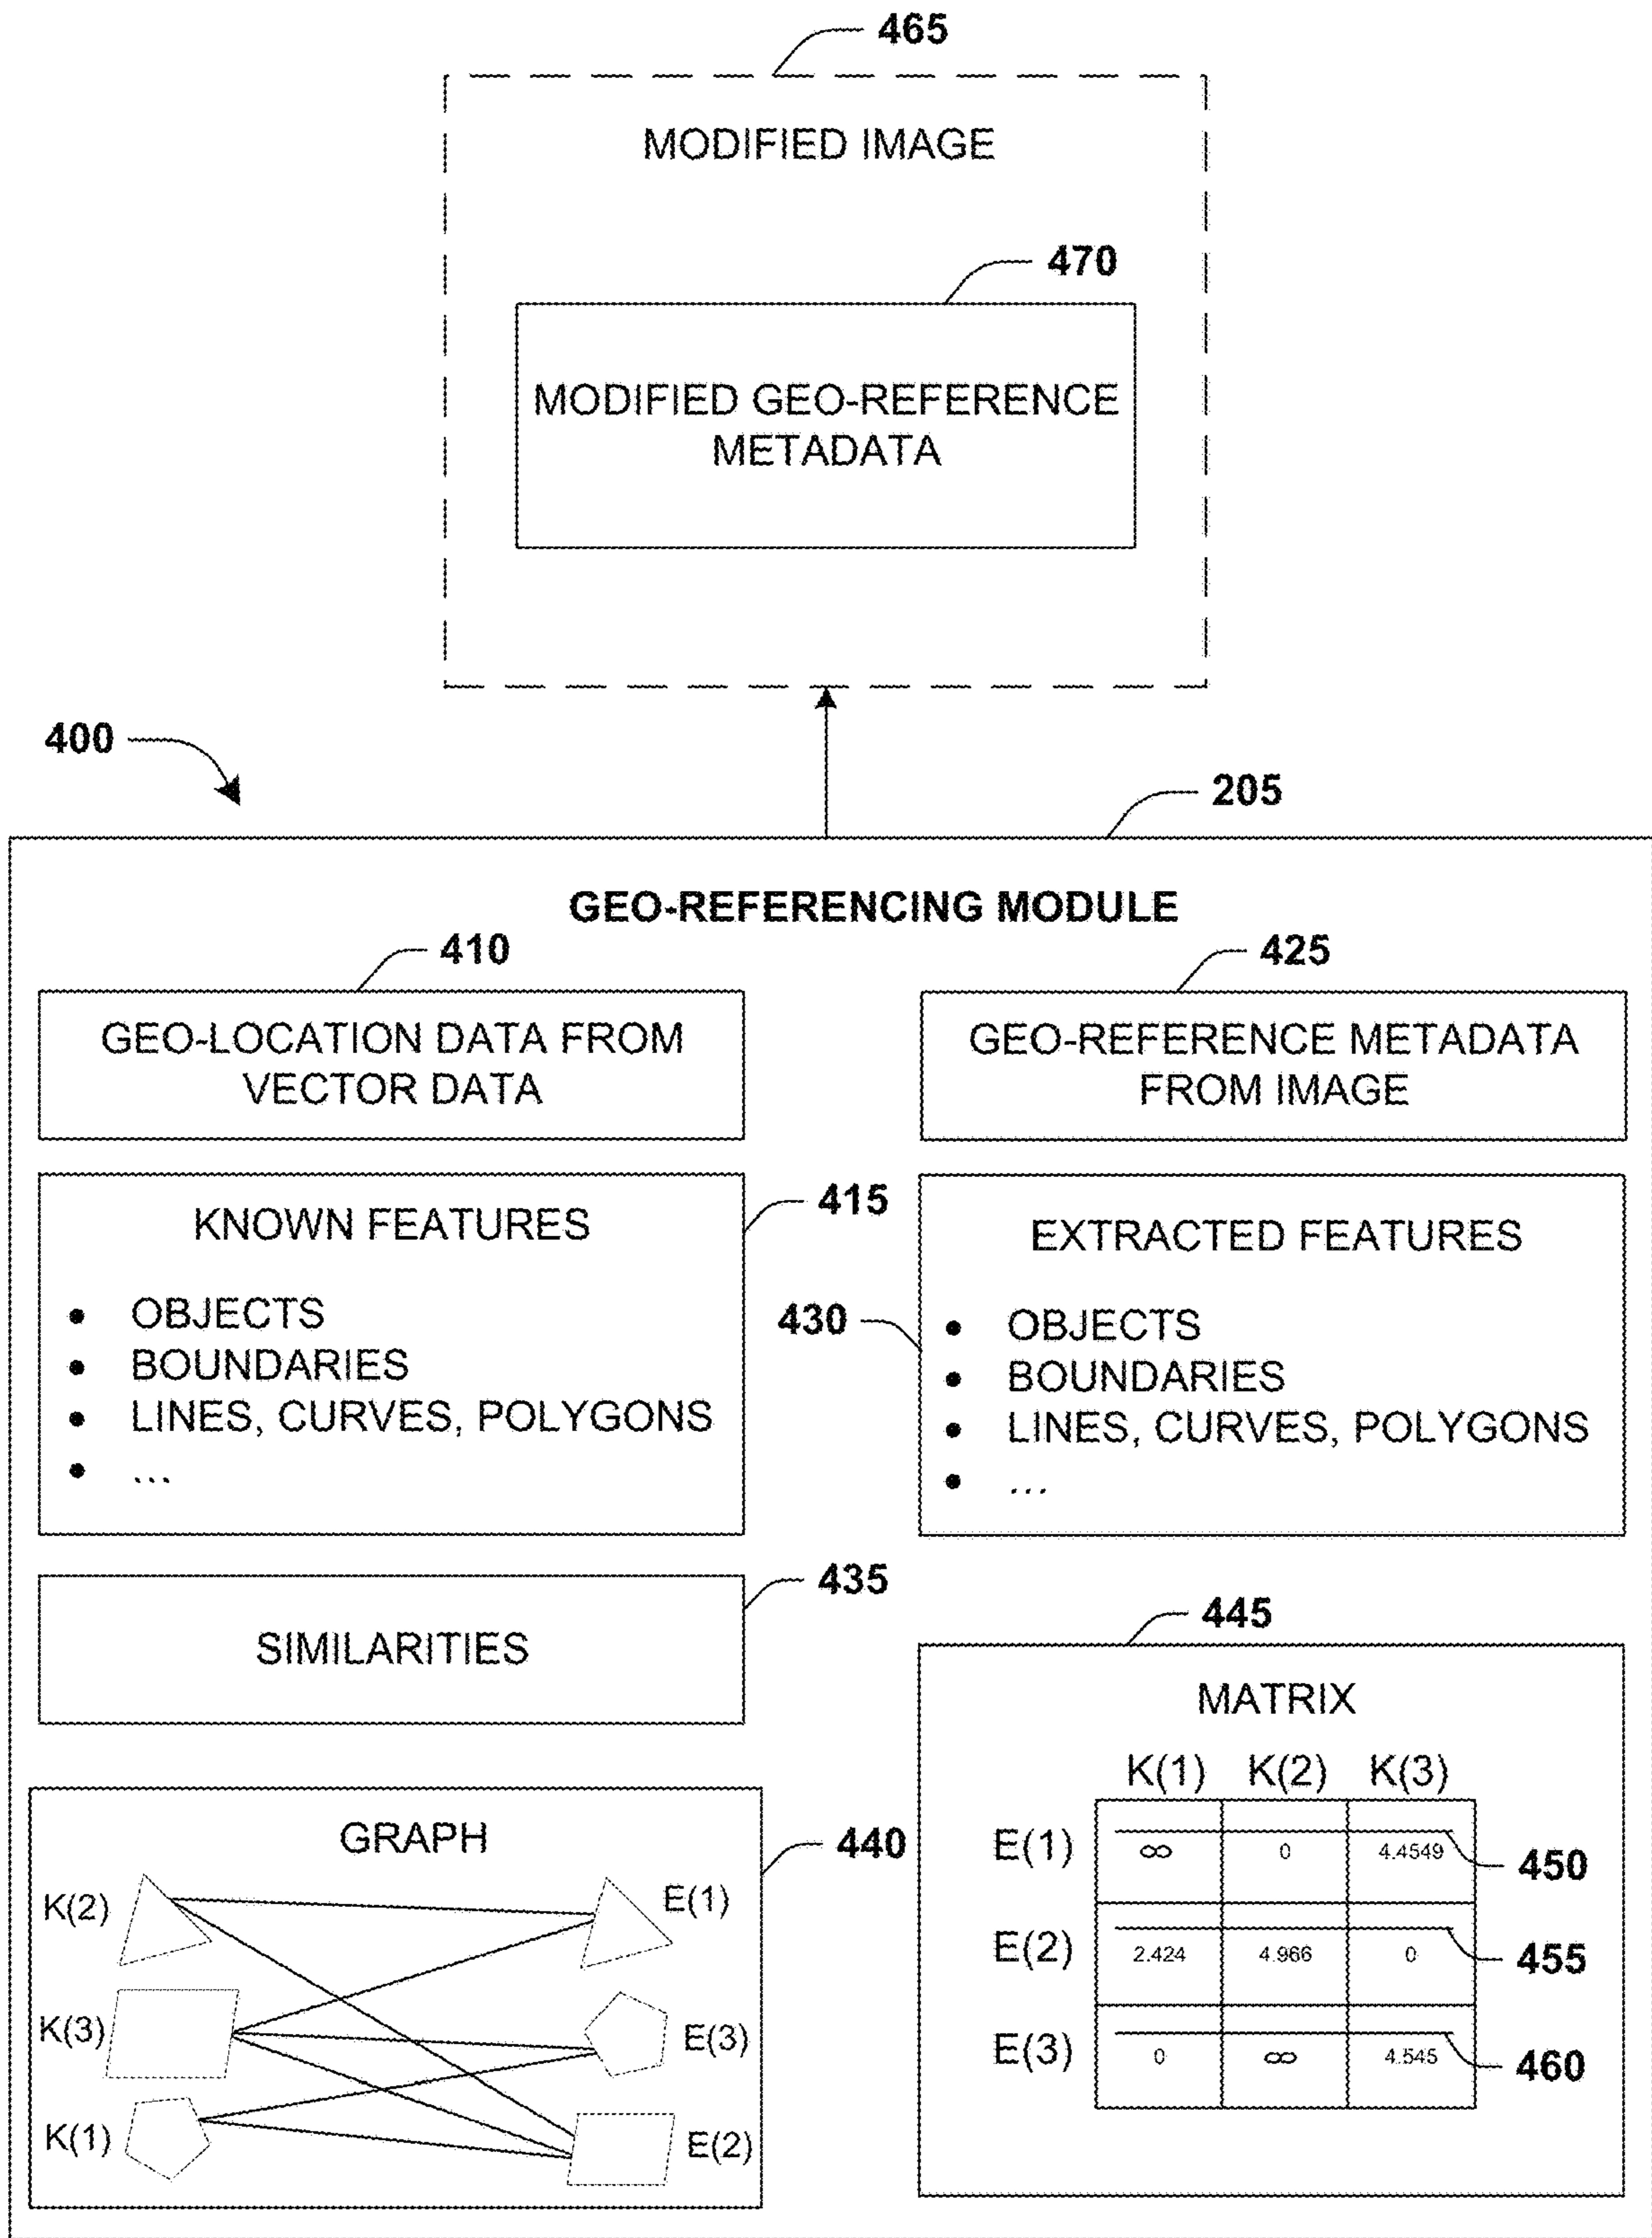 465
MODIFIED IMAGE
470
MODIFIED GEO-REFERENCE
METADATA
400
205
GEO-REFERENCING MODULE
410
425
GEO-LOCATION DATA FROM
VECTOR DATA
GEO-REFERENCE METADATA
FROM IMAGE
415
KNOWN FEATURES
• OBJECTS
• BOUNDARIES
• LINES, CURVES, POLYGONS
• ...
430
EXTRACTED FEATURES
• OBJECTS
• BOUNDARIES
• LINES, CURVES, POLYGONS
• ...
435
SIMILARITIES
445
MATRIX
K(1) K(2) K(3)
E(1) ∞ 0 4.4549 450
E(2) 2.424 4.966 0 455
E(3) 0 ∞ 4.545 460
GRAPH
440
K(2) E(1)
K(3) E(3)
K(1) E(2)